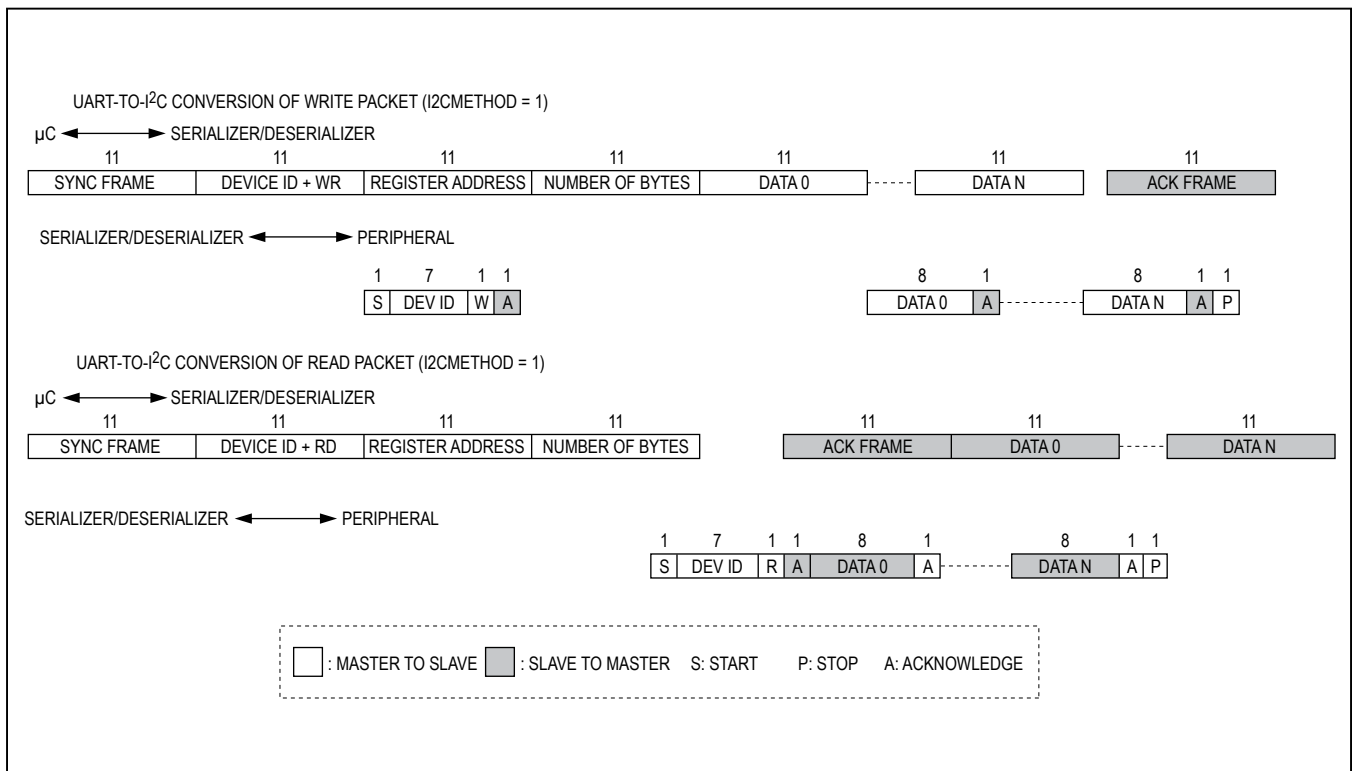 UART-TO-I2C CONVERSION OF WRITE PACKET (I2CMETHOD = 1)
µC SERIALIZER/DESERIALIZER
11 11 11 11 11 11 11
SYNC FRAME DEVICE ID + WR REGISTER ADDRESS NUMBER OF BYTES DATA 0 DATA N ACK FRAME
SERIALIZER/DESERIALIZER PERIPHERAL
1 7 1 1 8 1 8 1 1
S DEV ID W A DATA 0 A DATA N A P
UART-TO-I2C CONVERSION OF READ PACKET (I2CMETHOD = 1)
µC SERIALIZER/DESERIALIZER
11 11 11 11 11 11 11
SYNC FRAME DEVICE ID + RD REGISTER ADDRESS NUMBER OF BYTES ACK FRAME DATA 0 DATA N
SERIALIZER/DESERIALIZER PERIPHERAL
1 7 1 1 8 1 8 1 1
S DEV ID R A DATA 0 A DATA N A P
: MASTER TO SLAVE : SLAVE TO MASTER S: START P: STOP A: ACKNOWLEDGE